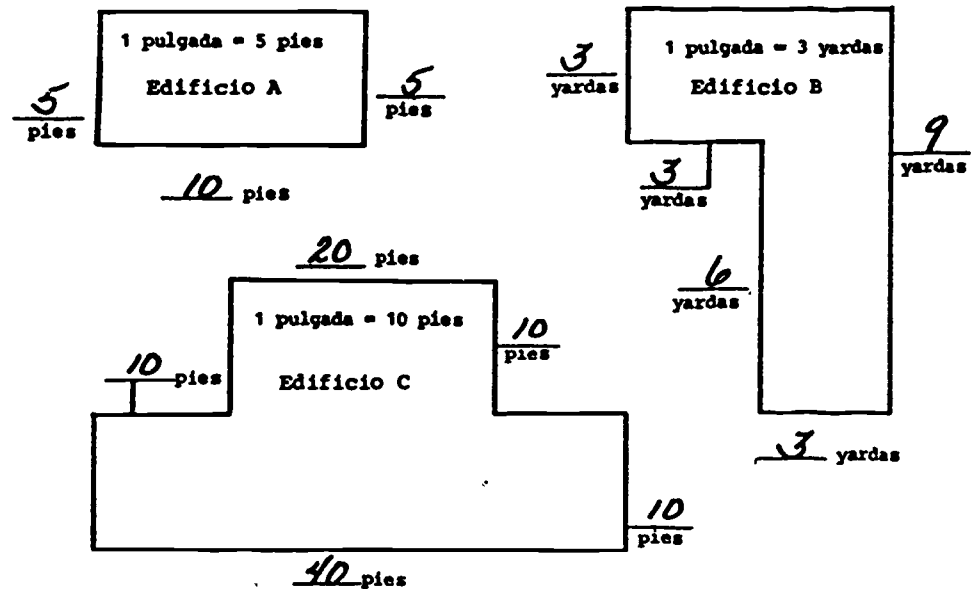 1 pulgada = 5 pies
Edificio A
5
pies
5
pies
10 pies
1 pulgada = 3 yardas
Edificio B
3
yardas
3
yardas
9
yardas
6
yardas
3 yardas
20 pies
1 pulgada = 10 pies
Edificio C
10 pies
10
pies
10
pies
40 pies